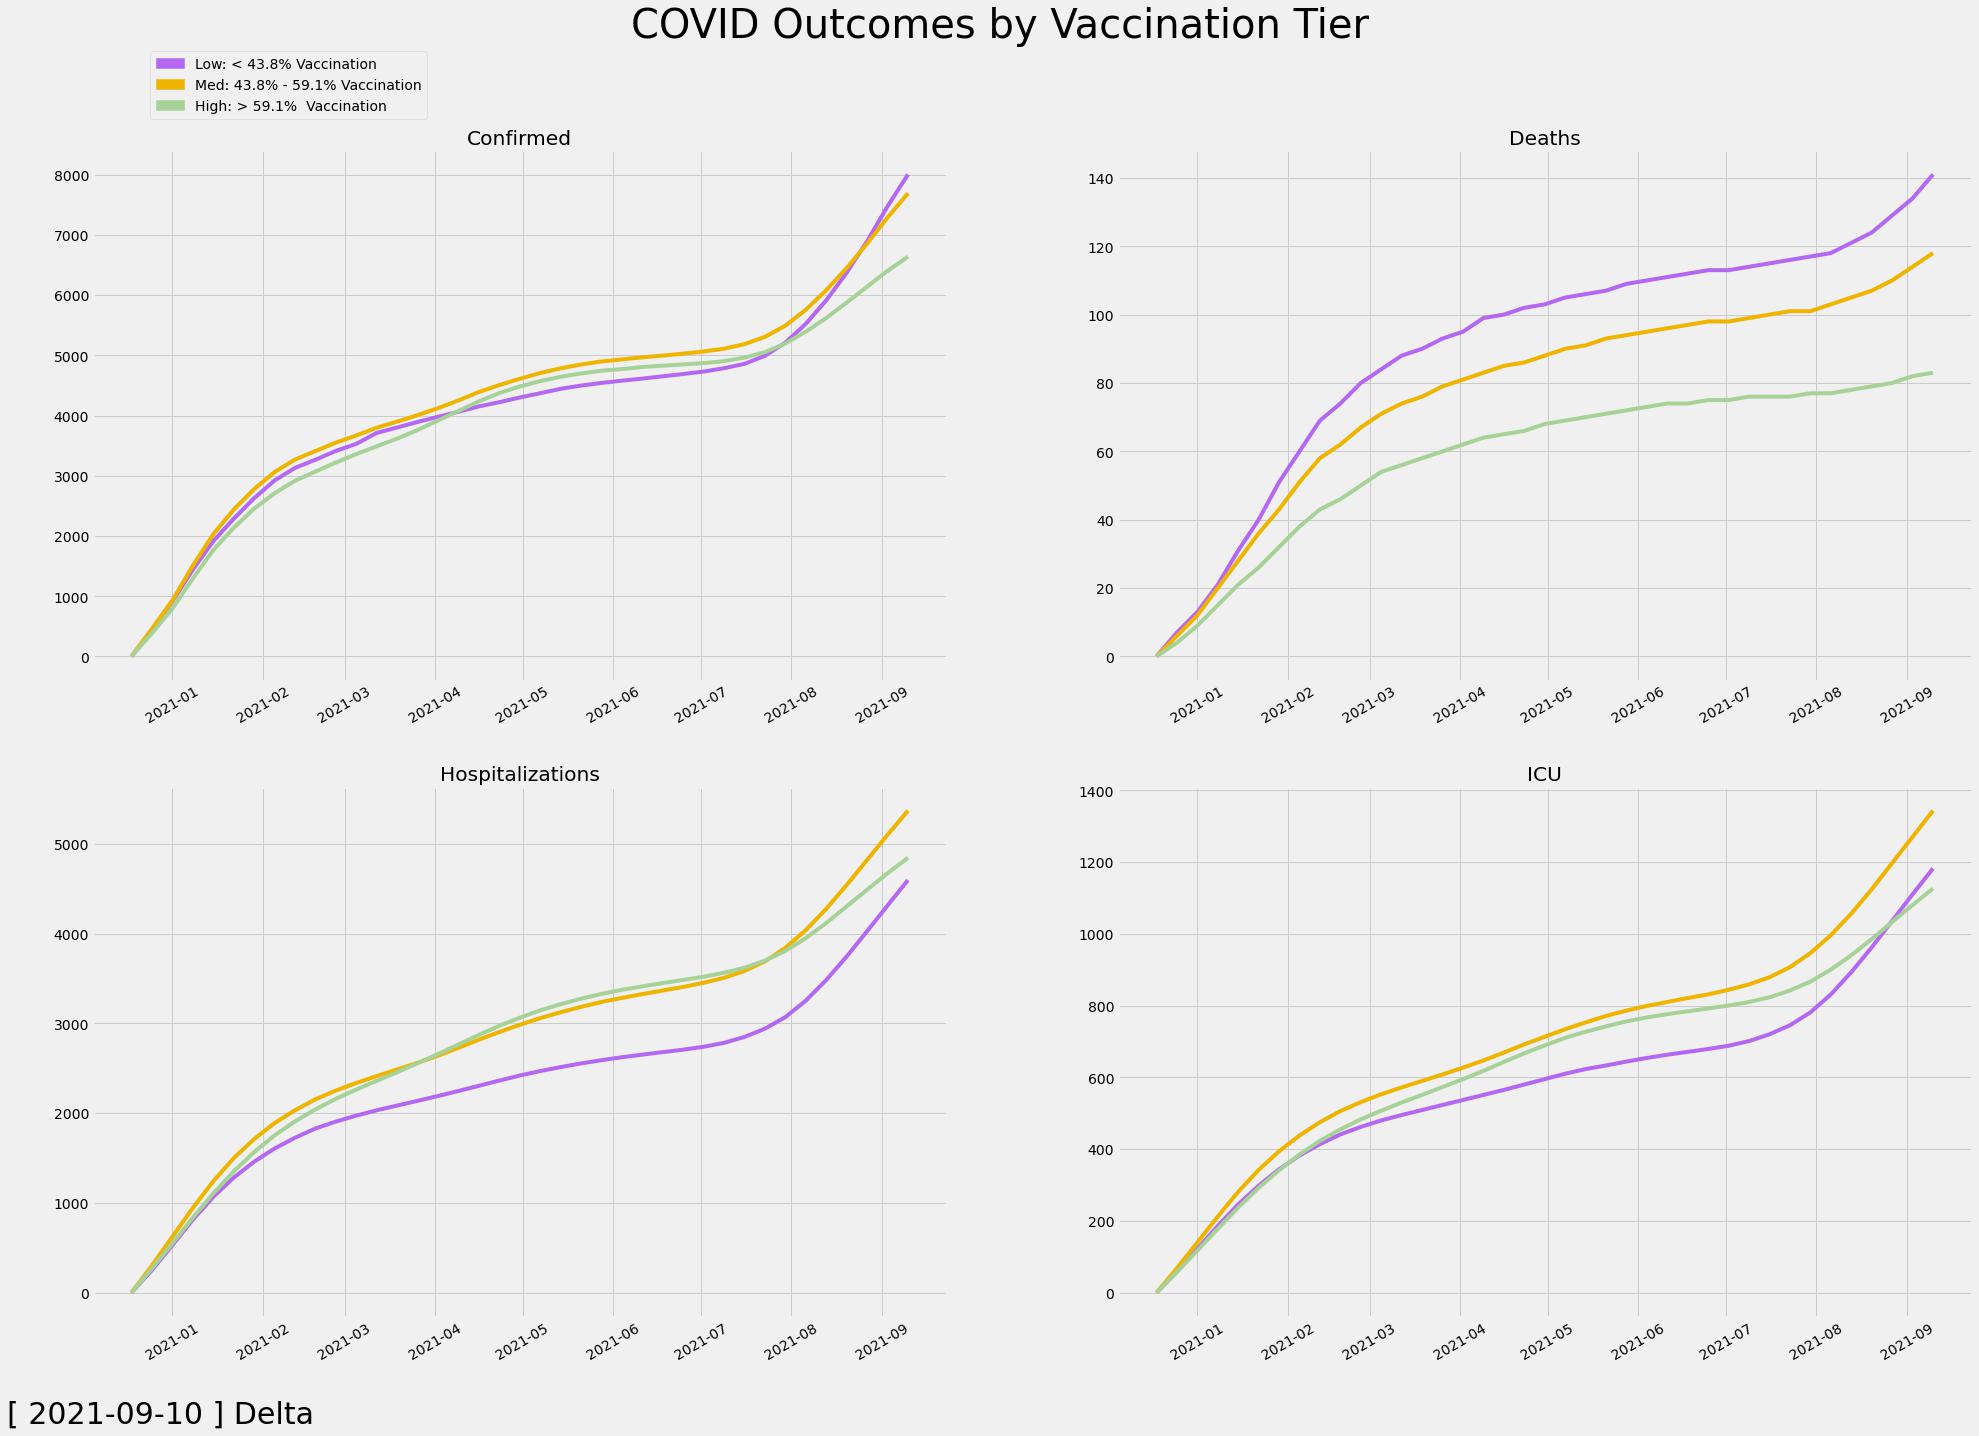 COVID Outcomes by Vaccination Tier
Low: < 43.8% Vaccination
Med: 43.8% - 59.1% Vaccination
High: > 59.1%  Vaccination
Confirmed
8000
7000
6000
5000
4000
3000
2000
1000
0
2021-01 2021-02 2021-03 2021-04 2021-05 2021-06 2021-07 2021-08 2021-09
Deaths
140
120
100
80
60
40
20
0
2021-01 2021-02 2021-03 2021-04 2021-05 2021-06 2021-07 2021-08 2021-09
Hospitalizations
5000
4000
3000
2000
1000
0
2021-01 2021-02 2021-03 2021-04 2021-05 2021-06 2021-07 2021-08 2021-09
ICU
1400
1200
1000
800
600
400
200
0
2021-01 2021-02 2021-03 2021-04 2021-05 2021-06 2021-07 2021-08 2021-09
[ 2021-09-10 ] Delta